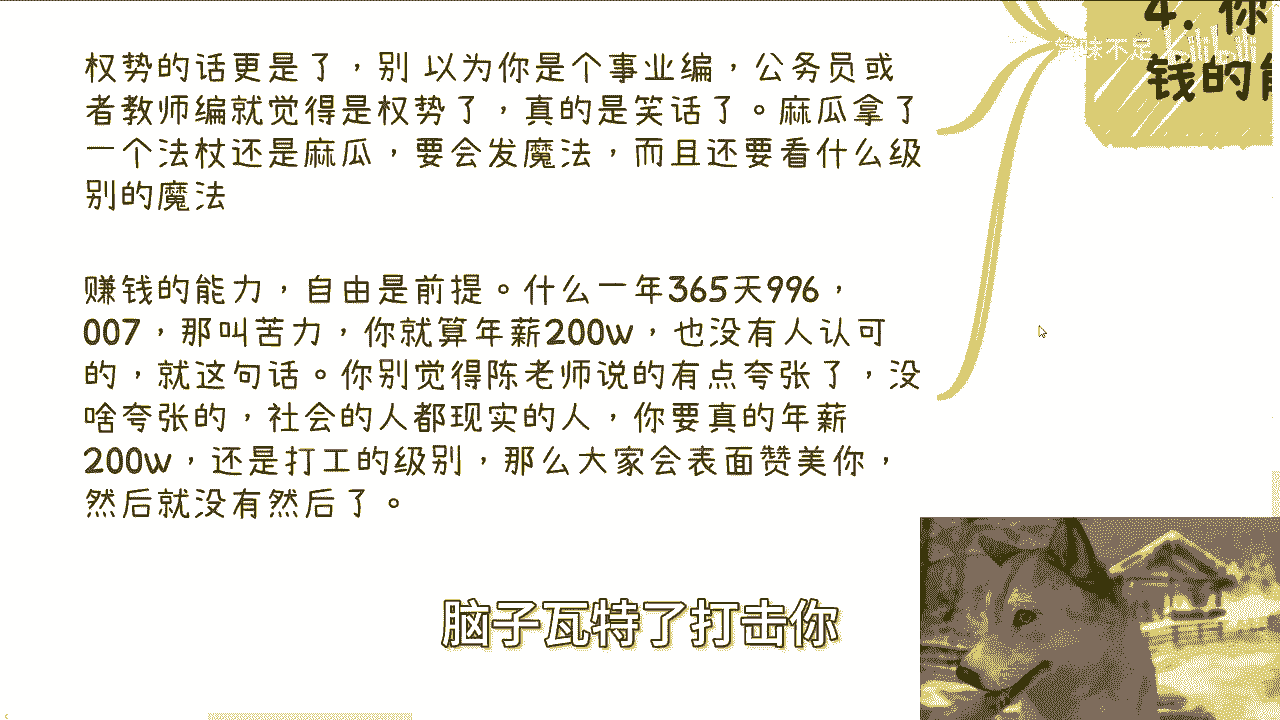 权势的话更是了，别 以为你是个事业编，公务员或
者教师编就觉得是权势了，真的是笑话了。麻瓜拿了
一个法杖还是麻瓜，要会发魔法，而且还要看什么级
别的魔法
赚钱的能力，自由是前提。什么一年365天996，
007，那叫苦力，你就算年薪200w，也没有人认可
的，就这句话。你别觉得陈老师说的有点夸张了，没
啥夸张的，社会的人都现实的人，你要真的年薪
200w，还是打工的级别，那么大家会表面赞美你，
然后就没有然后了。
4. 你
钱的能
味不足 bilibili
脑子瓦特了打击你